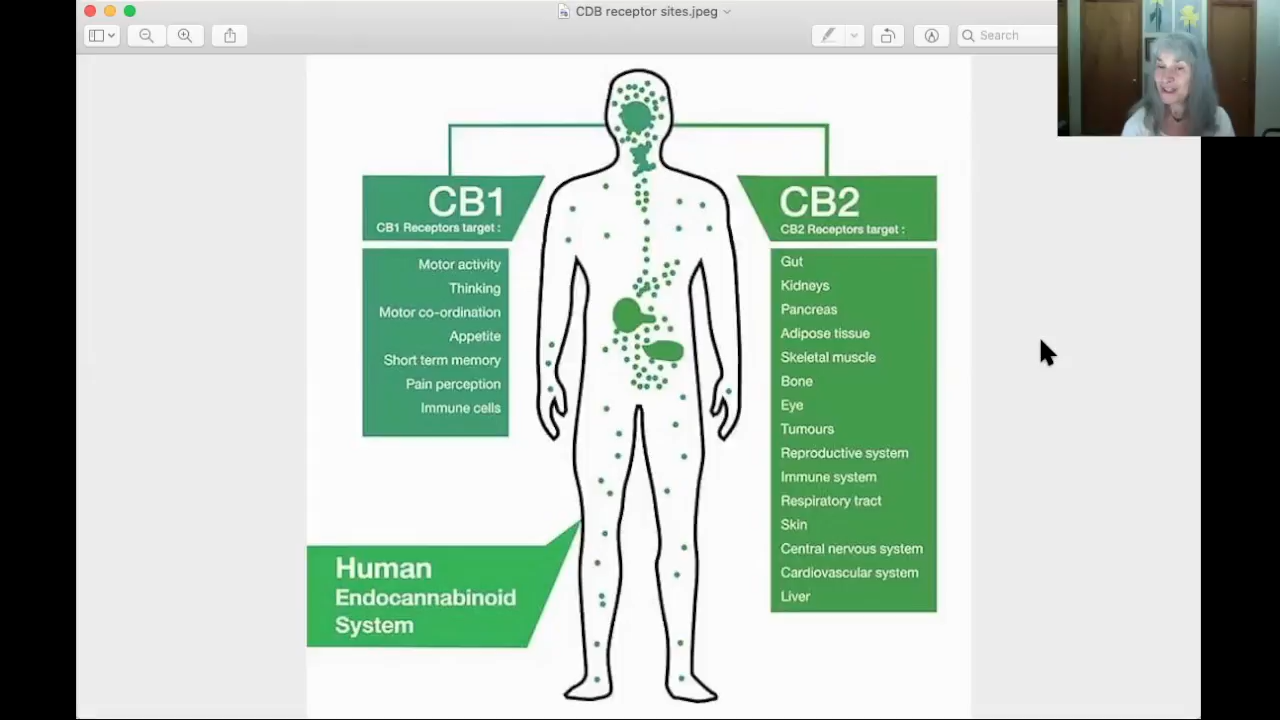 CDB receptor sites.jpeg
Search
CB1
CB1 Receptors target :
Motor activity
Thinking
Motor co-ordination
Appetite
Short term memory
Pain perception
Immune cells
CB2
CB2 Receptors target :
Gut
Kidneys
Pancreas
Adipose tissue
Skeletal muscle
Bone
Eye
Tumours
Reproductive system
Immune system
Respiratory tract
Skin
Central nervous system
Cardiovascular system
Liver
Human
Endocannabinoid
System